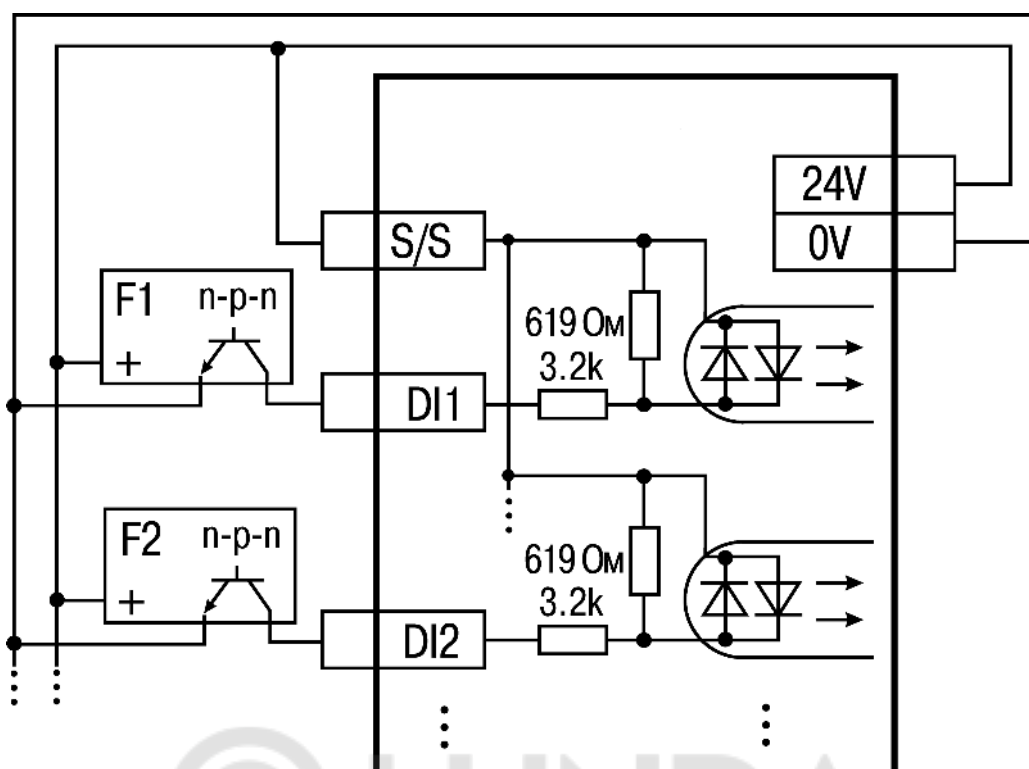 24V
S/S
0V
F1 n-p-n
619 Ом
+
3.2k
DI1
F2 n-p-n
619 Ом
+
3.2k
DI2